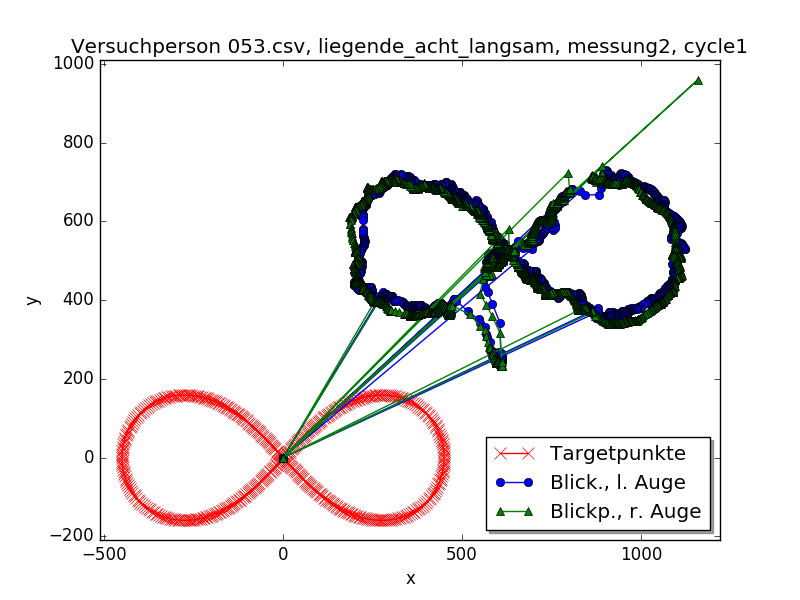 Versuchperson 053.csv, liegende_acht_langsam, messung2, cycle1
1000
800
600
400
200
0
−200
y
−500
0
500
1000
x
Targetpunkte
Blick., l. Auge
Blickp., r. Auge